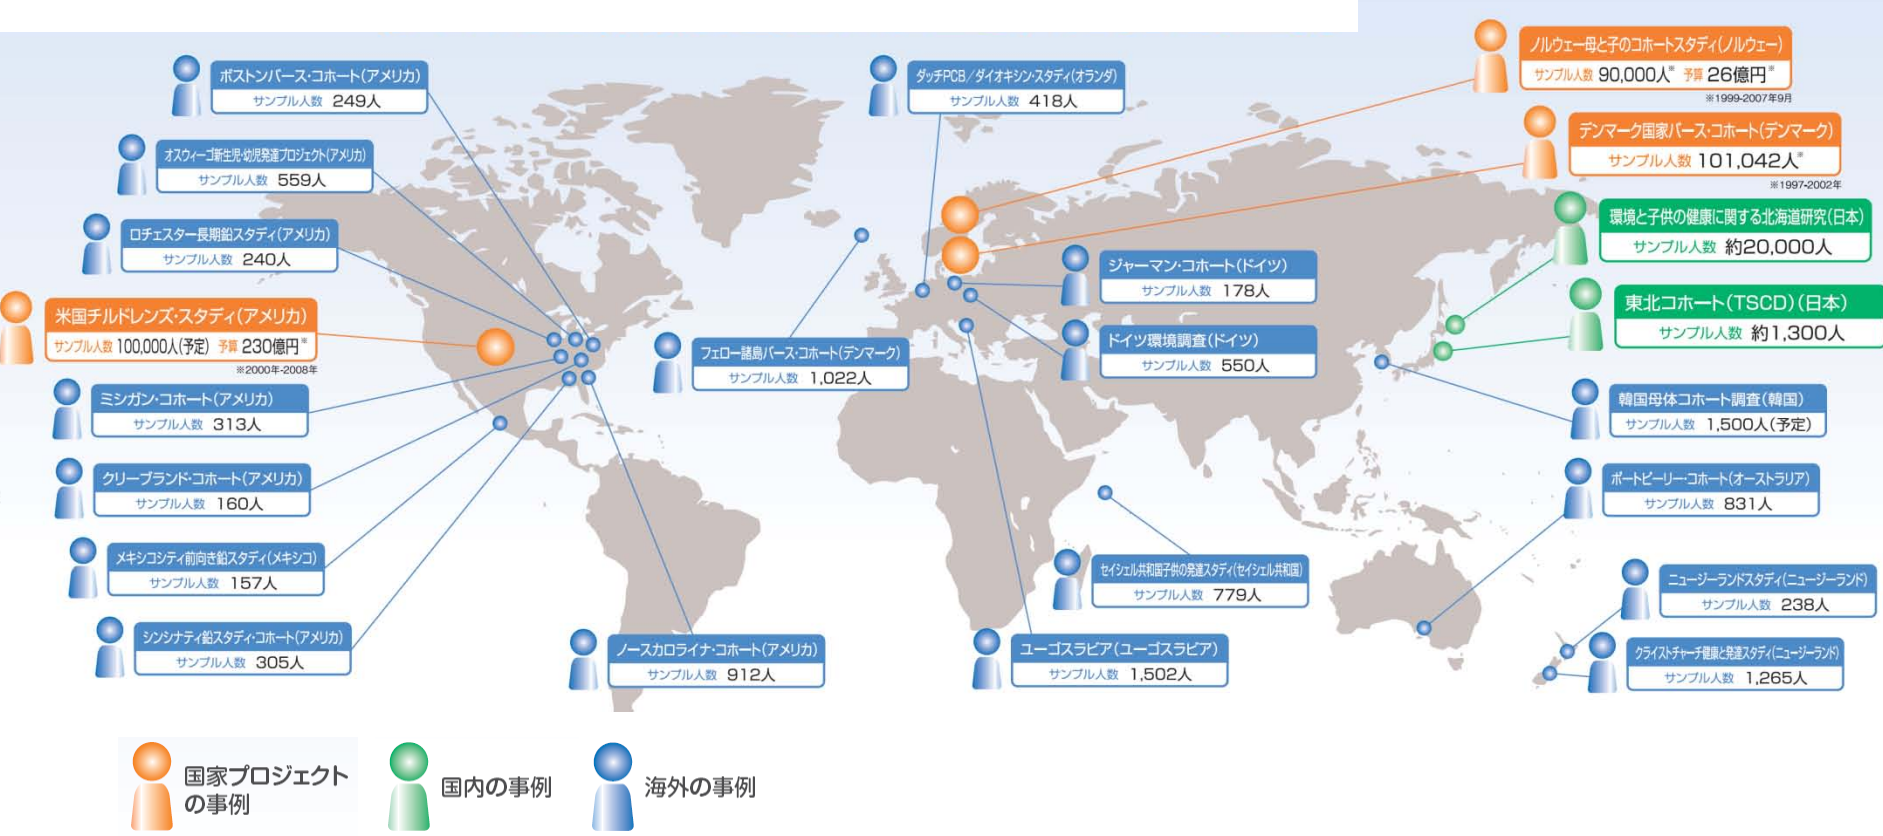 ボストンバース・コホート(アメリカ)
サンプル人数 249人
オスウィーゴ新生児・幼児発達プロジェクト(アメリカ)
サンプル人数 559人
ロチェスター長期鉛スタディ(アメリカ)
サンプル人数 240人
米国チルドレンズ・スタディ(アメリカ)
サンプル人数 100,000人(予定) 予算 230億円※
※2000年-2008年
ミシガン・コホート(アメリカ)
サンプル人数 313人
クリーブランド・コホート(アメリカ)
サンプル人数 160人
メキシコシティ前向き鉛スタディ(メキシコ)
サンプル人数 157人
シンシナティ鉛スタディ・コホート(アメリカ)
サンプル人数 305人
ノースカロライナ・コホート(アメリカ)
サンプル人数 912人
ダッチPCB/ダイオキシン・スタディ(オランダ)
サンプル人数 418人
フェロー諸島バース・コホート(デンマーク)
サンプル人数 1,022人
ジャーマン・コホート(ドイツ)
サンプル人数 178人
ドイツ環境調査(ドイツ)
サンプル人数 550人
セイシェル共和国子供の発達スタディ(セイシェル共和国)
サンプル人数 779人
ユーゴスラビア(ユーゴスラビア)
サンプル人数 1,502人
ノルウェー母と子のコホートスタディ(ノルウェー)
サンプル人数 90,000人※ 予算 26億円※
※1999-2007年9月
デンマーク国家バース・コホート(デンマーク)
サンプル人数 101,042人※
※1997-2002年
環境と子供の健康に関する北海道研究(日本)
サンプル人数 約20,000人
東北コホート(TSCD)(日本)
サンプル人数 約1,300人
韓国母体コホート調査(韓国)
サンプル人数 1,500人(予定)
ポートピーリー・コホート(オーストラリア)
サンプル人数 831人
ニュージーランドスタディ(ニュージーランド)
サンプル人数 238人
クライストチャーチ健康と発達スタディ(ニュージーランド)
サンプル人数 1,265人
国家プロジェクト
の事例
国内の事例
海外の事例